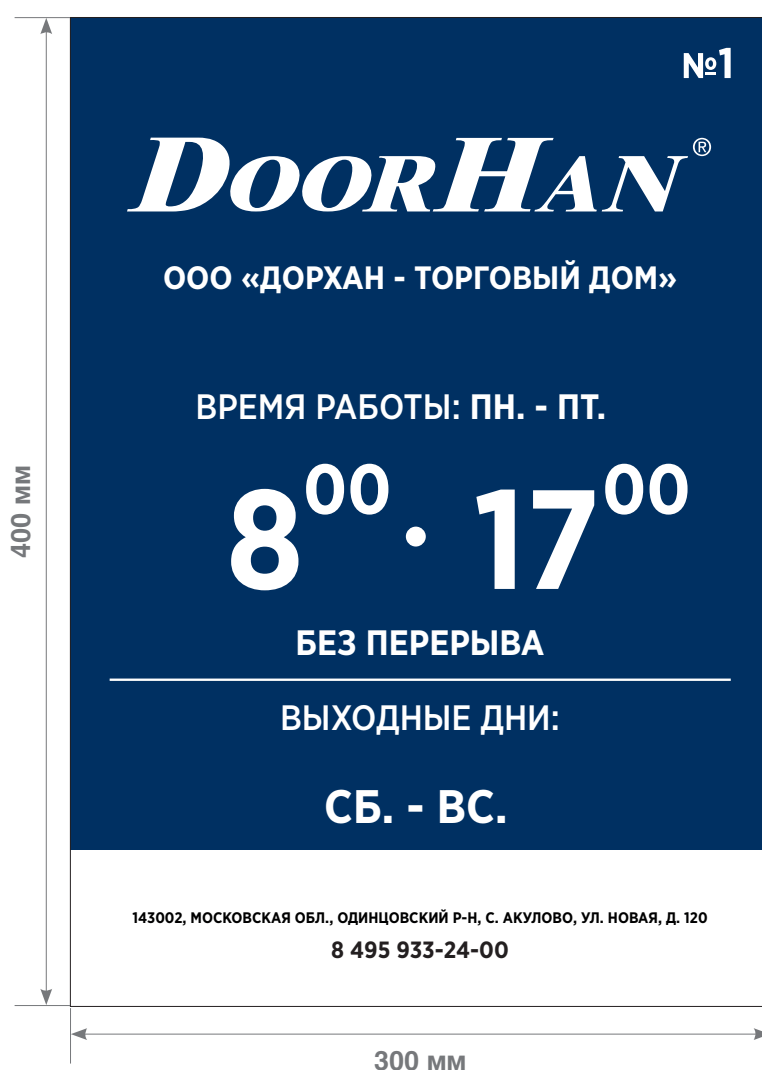 №1
DOORHAN®
ООО «ДОРХАН - ТОРГОВЫЙ ДОМ»
ВРЕМЯ РАБОТЫ: ПН. - ПТ.
8⁰⁰ · 17⁰⁰
БЕЗ ПЕРЕРЫВА
ВЫХОДНЫЕ ДНИ:
СБ. - ВС.
143002, МОСКОВСКАЯ ОБЛ., ОДИНЦОВСКИЙ Р-Н, С. АКУЛОВО, УЛ. НОВАЯ, Д. 120
8 495 933-24-00
400 мм
300 мм